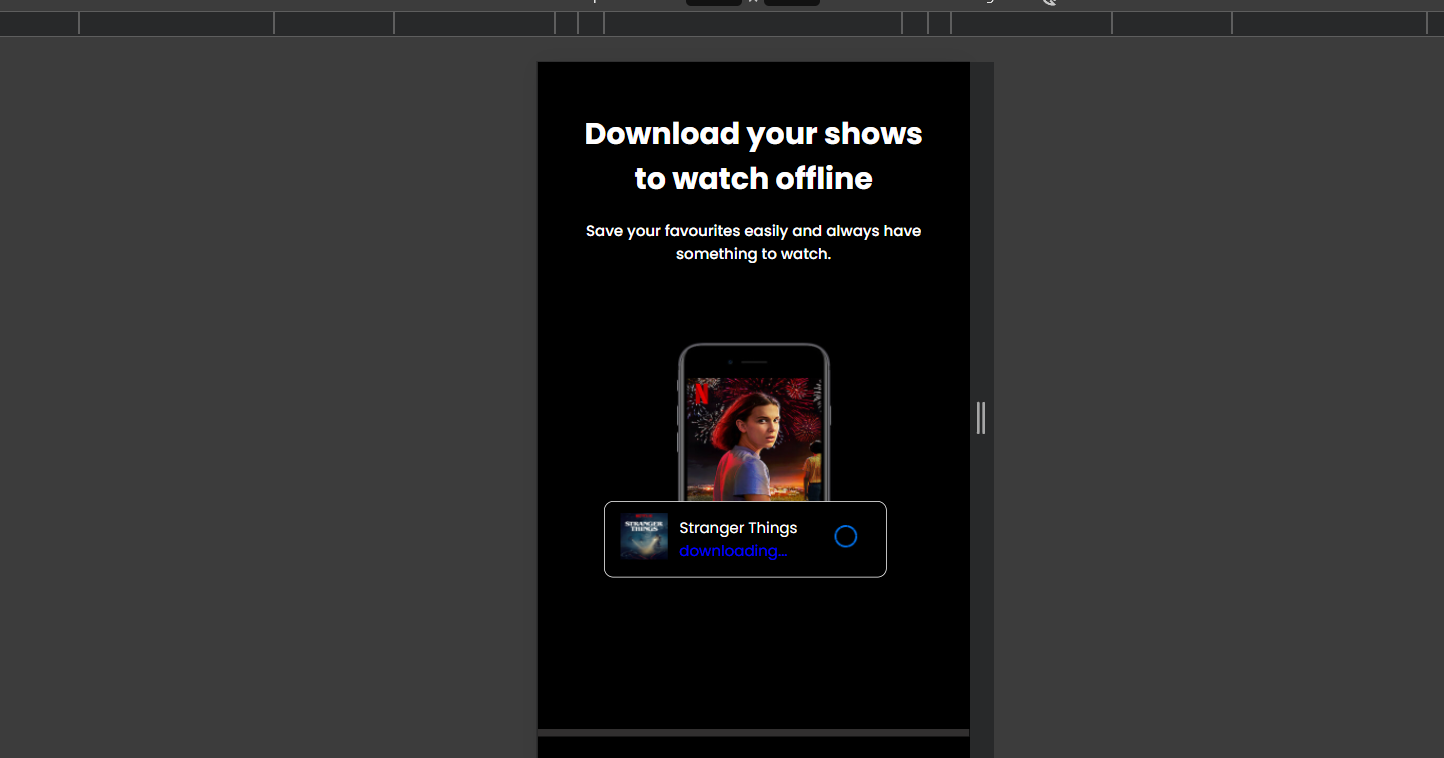 Download your shows
to watch offline
Save your favourites easily and always have
something to watch.
N
STRANGER
THINGS
Stranger Things
downloading...